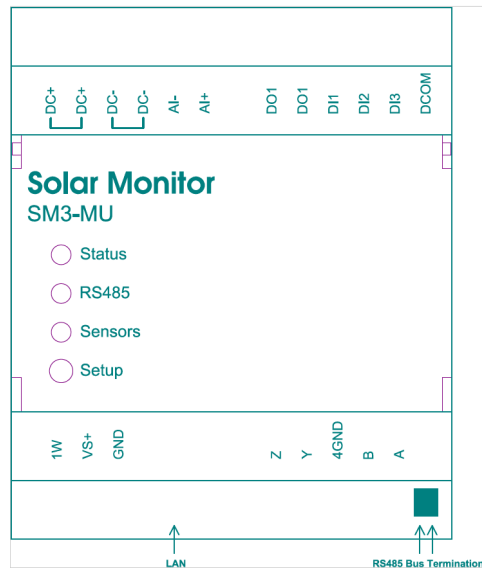 DC+ DC+ DC- DC- AI- AI+ DO1 DO1 DI1 DI2 DI3 DCOM
Solar Monitor
SM3-MU
Status
RS485
Sensors
Setup
1W VS+ GND Z Y 4GND B A
LAN RS485 Bus Termination